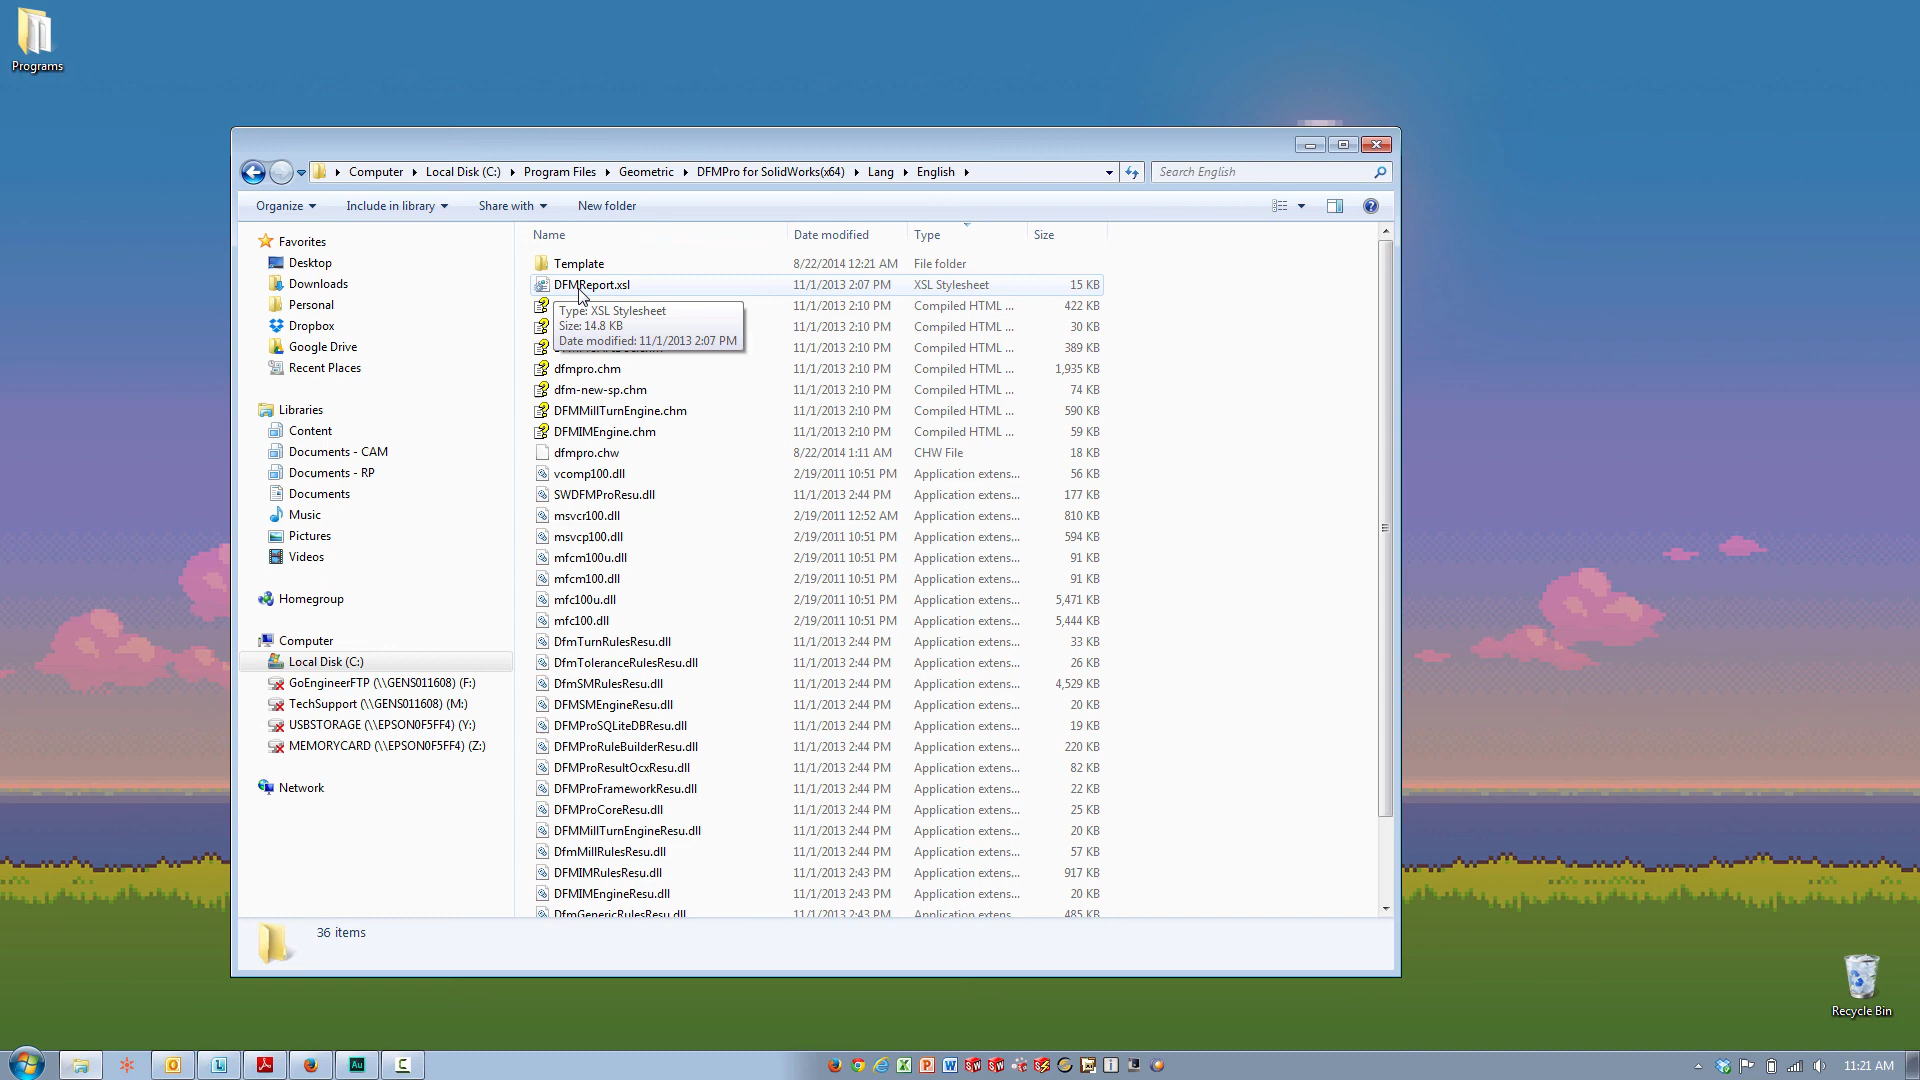 Programs
Computer
Local Disk (C:)
Program Files
Geometric
DFMPro for SolidWorks(x64)
Lang
English
Search English
Organize
Include in library
Share with
New folder
Favorites
Desktop
Downloads
Personal
Dropbox
Google Drive
Recent Places
Libraries
Content
Documents - CAM
Documents - RP
Documents
Music
Pictures
Videos
Homegroup
Computer
Local Disk (C:)
GoEngineerFTP (\\GENS011608) (F:)
TechSupport (\\GENS011608) (M:)
USBSTORAGE (\\EPSON0F5FF4) (Y:)
MEMORYCARD (\\EPSON0F5FF4) (Z:)
Network
Name Date modified Type Size
Template 8/22/2014 12:21 AM File folder
DFMReport.xsl 11/1/2013 2:07 PM XSL Stylesheet 15 KB
11/1/2013 2:10 PM Compiled HTML ... 422 KB
11/1/2013 2:10 PM Compiled HTML ... 30 KB
11/1/2013 2:10 PM Compiled HTML ... 389 KB
Type: XSL Stylesheet
Size: 14.8 KB
Date modified: 11/1/2013 2:07 PM
dfmpro.chm 11/1/2013 2:10 PM Compiled HTML ... 1,935 KB
dfm-new-sp.chm 11/1/2013 2:10 PM Compiled HTML ... 74 KB
DFMMillTurnEngine.chm 11/1/2013 2:10 PM Compiled HTML ... 590 KB
DFMIMEngine.chm 11/1/2013 2:10 PM Compiled HTML ... 59 KB
dfmpro.chw 8/22/2014 1:11 AM CHW File 18 KB
vcomp100.dll 2/19/2011 10:51 PM Application extens... 56 KB
SWDFMProResu.dll 11/1/2013 2:44 PM Application extens... 177 KB
msvcr100.dll 2/19/2011 12:52 AM Application extens... 810 KB
msvcp100.dll 2/19/2011 10:51 PM Application extens... 594 KB
mfcm100u.dll 2/19/2011 10:51 PM Application extens... 91 KB
mfcm100.dll 2/19/2011 10:51 PM Application extens... 91 KB
mfc100u.dll 2/19/2011 10:51 PM Application extens... 5,471 KB
mfc100.dll 2/19/2011 10:51 PM Application extens... 5,444 KB
DfmTurnRulesResu.dll 11/1/2013 2:44 PM Application extens... 33 KB
DfmToleranceRulesResu.dll 11/1/2013 2:44 PM Application extens... 26 KB
DfmSMRulesResu.dll 11/1/2013 2:44 PM Application extens... 4,529 KB
DFMSMEngineResu.dll 11/1/2013 2:44 PM Application extens... 20 KB
DFMProSQLiteDBResu.dll 11/1/2013 2:44 PM Application extens... 19 KB
DFMProRuleBuilderResu.dll 11/1/2013 2:44 PM Application extens... 220 KB
DFMProResultOcxResu.dll 11/1/2013 2:44 PM Application extens... 82 KB
DFMProFrameworkResu.dll 11/1/2013 2:44 PM Application extens... 22 KB
DFMProCoreResu.dll 11/1/2013 2:44 PM Application extens... 25 KB
DFMMillTurnEngineResu.dll 11/1/2013 2:44 PM Application extens... 20 KB
DfmMillRulesResu.dll 11/1/2013 2:44 PM Application extens... 57 KB
DFMIMRulesResu.dll 11/1/2013 2:43 PM Application extens... 917 KB
DFMIMEngineResu.dll 11/1/2013 2:43 PM Application extens... 20 KB
DfmGenericRulesResu.dll 11/1/2013 2:43 PM Application extens... 485 KB
36 items
Recycle Bin
11:21 AM